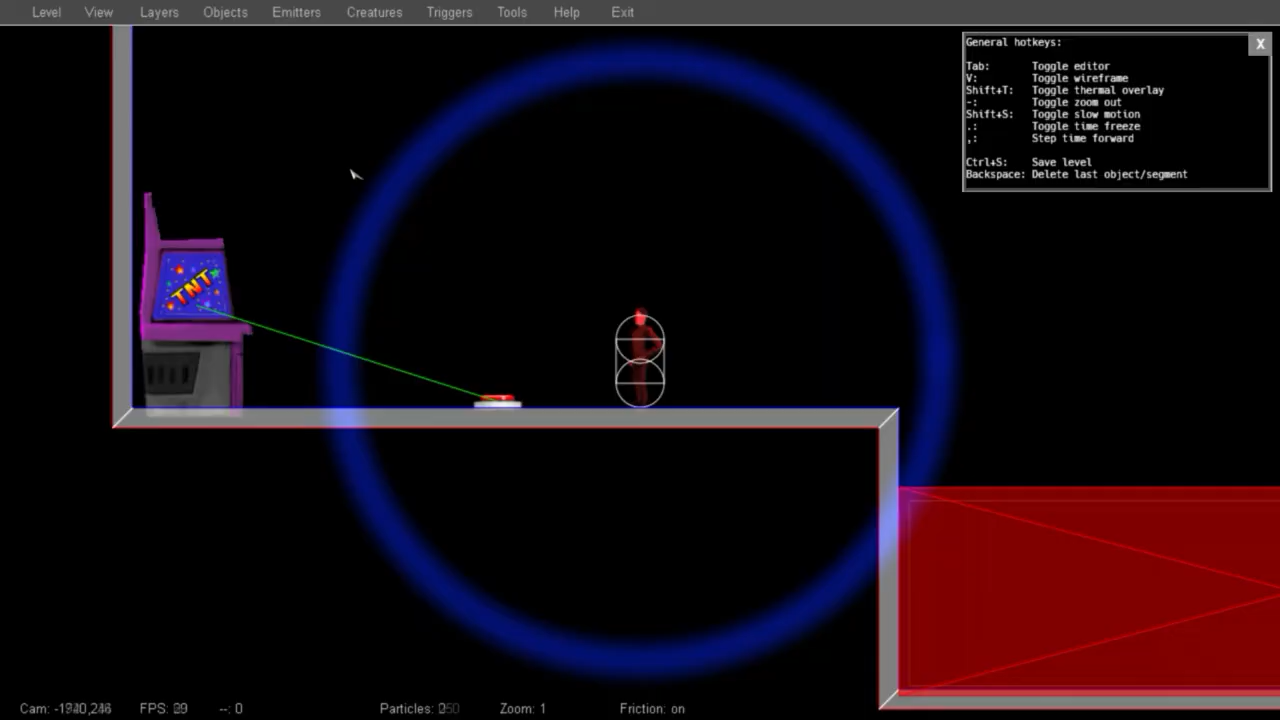 Level View Layers Objects Emitters Creatures Triggers Tools Help Exit
General hotkeys:
X
Tab: Toggle editor
V: Toggle wireframe
Shift+T: Toggle thermal overlay
-: Toggle zoom out
Shift+S: Toggle slow motion
.: Toggle time freeze
,: Step time forward
Ctrl+S: Save level
Backspace: Delete last object/segment
TNT
Cam: FPS: --: 0 Particles: Zoom: 1 Friction: on